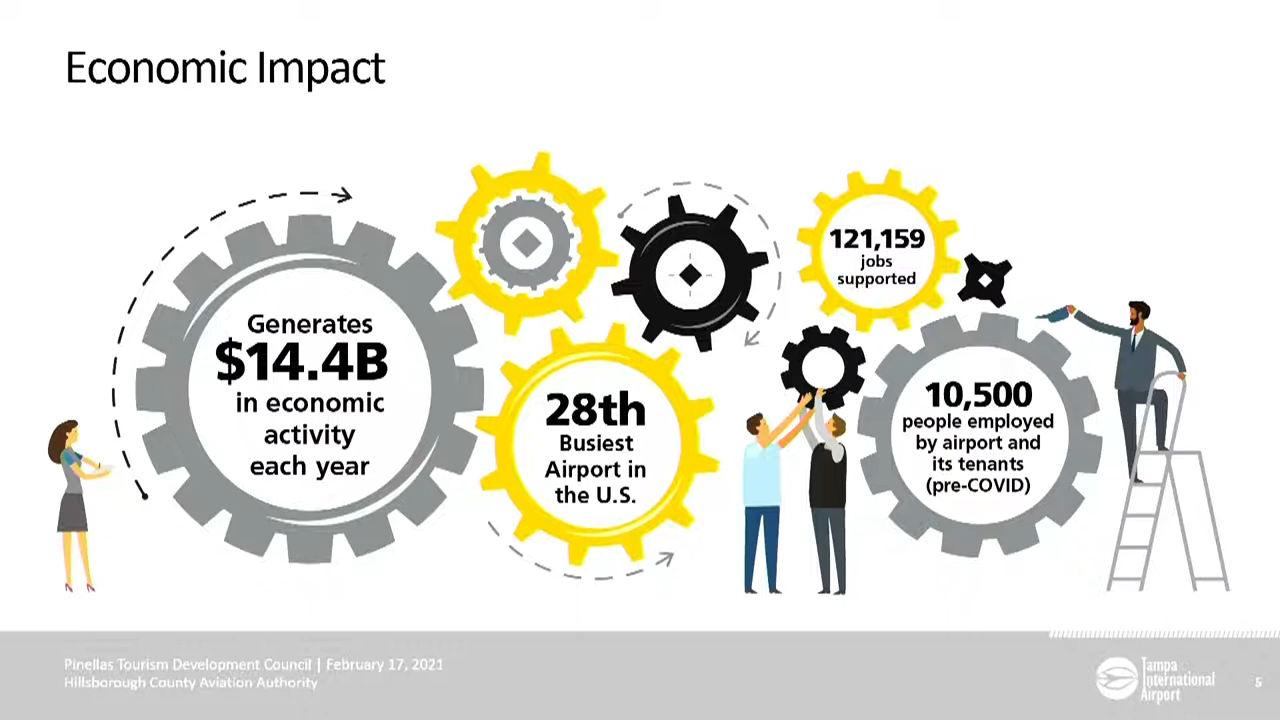 Economic Impact
Generates
$14.4B
in economic
activity
each year
28th
Busiest
Airport in
the U.S.
121,159
jobs
supported
10,500
people employed
by airport and
its tenants
(pre-COVID)
Pinellas Tourism Development Council | February 17, 2021
Hillsborough County Aviation Authority
Tampa
International
Airport
5